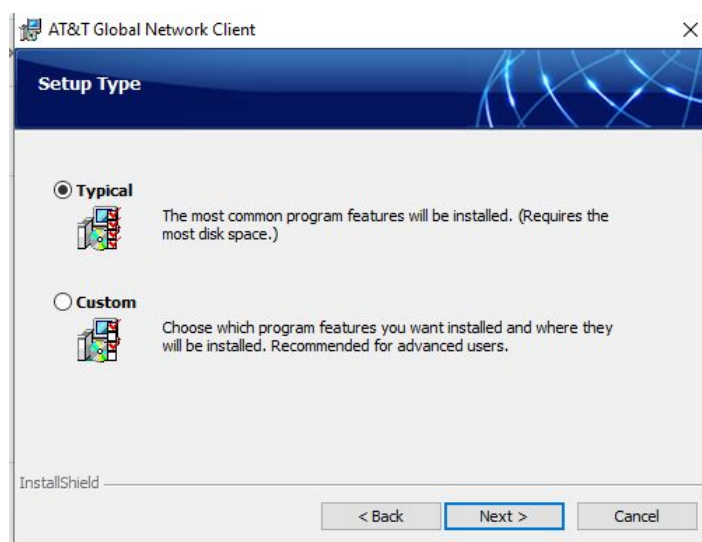 AT&T Global Network Client
Setup Type
Typical
The most common program features will be installed. (Requires the
most disk space.)
Custom
Choose which program features you want installed and where they
will be installed. Recommended for advanced users.
InstallShield
< Back Next > Cancel